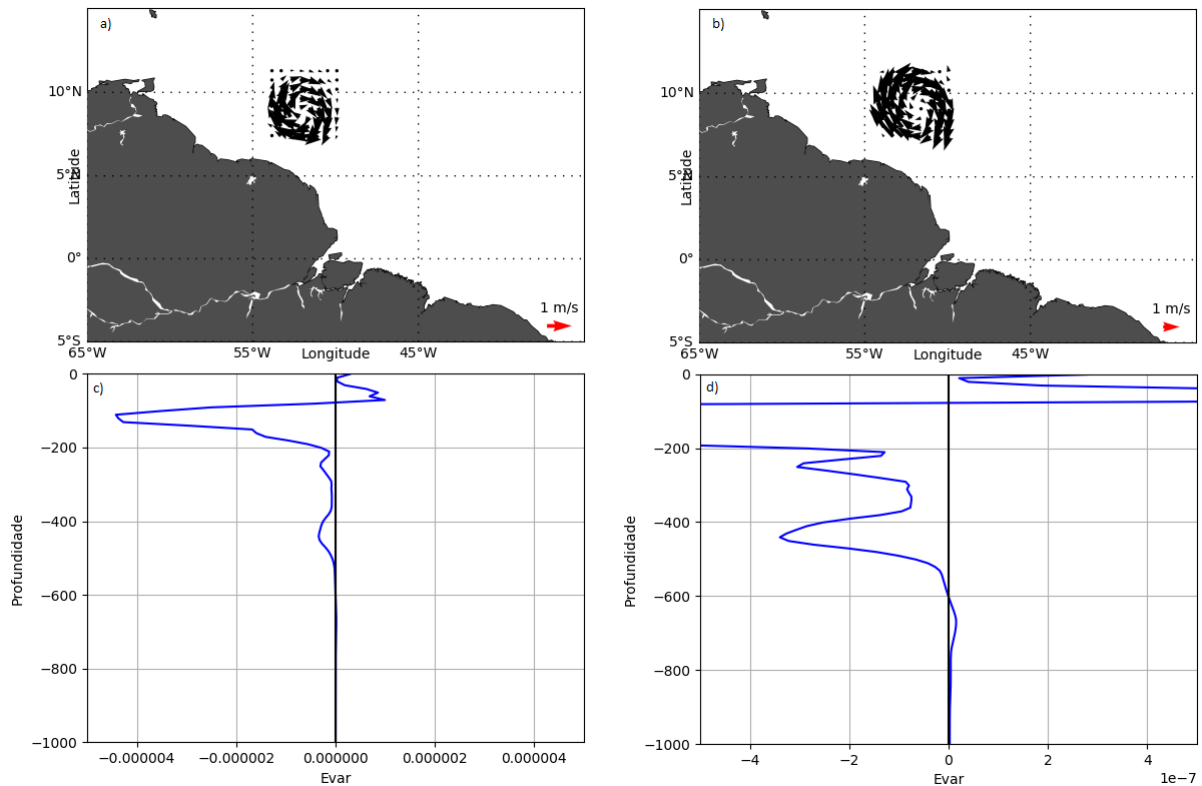 a)
10°N
5°N
0°
5°S
Latitude
65°W
55°W
45°W
Longitude
1 m/s
b)
10°N
5°N
0°
5°S
Latitude
65°W
55°W
45°W
Longitude
1 m/s
c)
0
−200
−400
−600
−800
−1000
Profundidade
−0.000004
−0.000002
0.000000
0.000002
0.000004
Evar
d)
0
−200
−400
−600
−800
−1000
Profundidade
−4
−2
0
2
4
1e−7
Evar